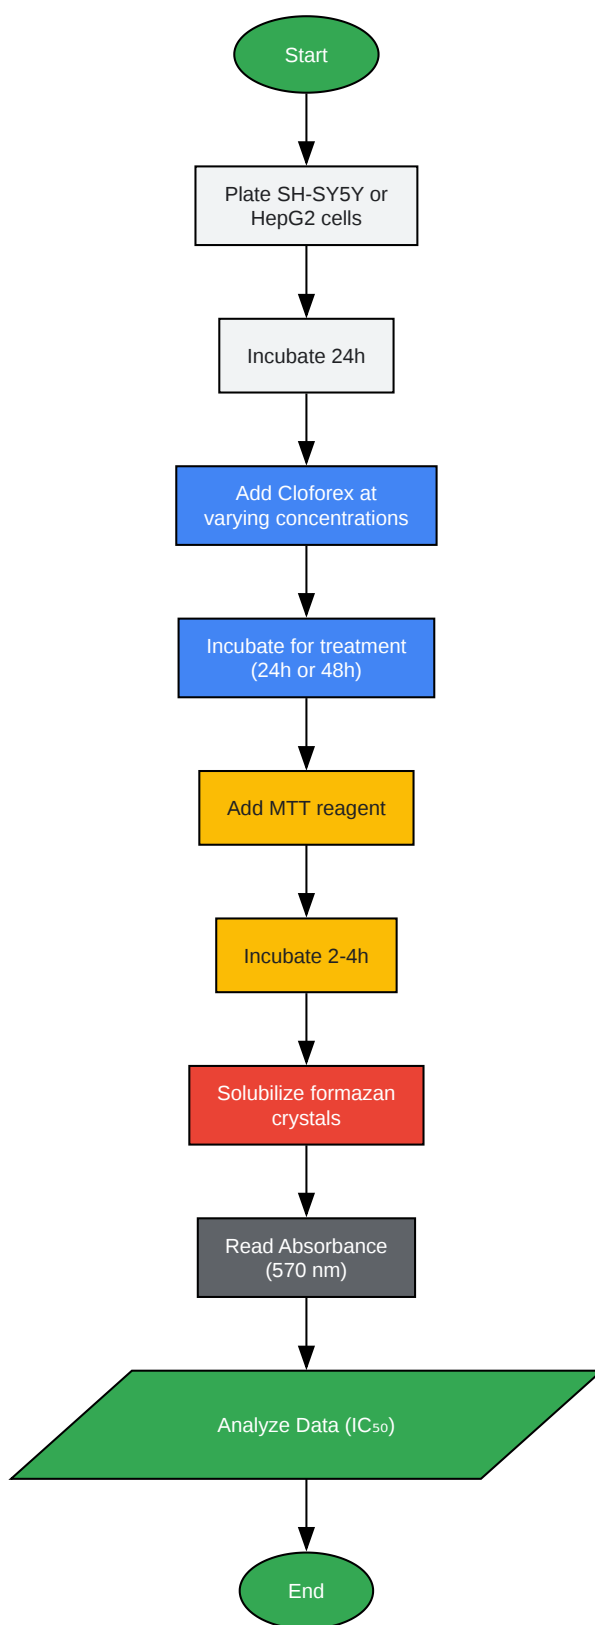 Start
Plate SH-SY5Y or
HepG2 cells
Incubate 24h
Add Cloforex at
varying concentrations
Incubate for treatment
(24h or 48h)
Add MTT reagent
Incubate 2-4h
Solubilize formazan
crystals
Read Absorbance
(570 nm)
Analyze Data (IC₅₀)
End